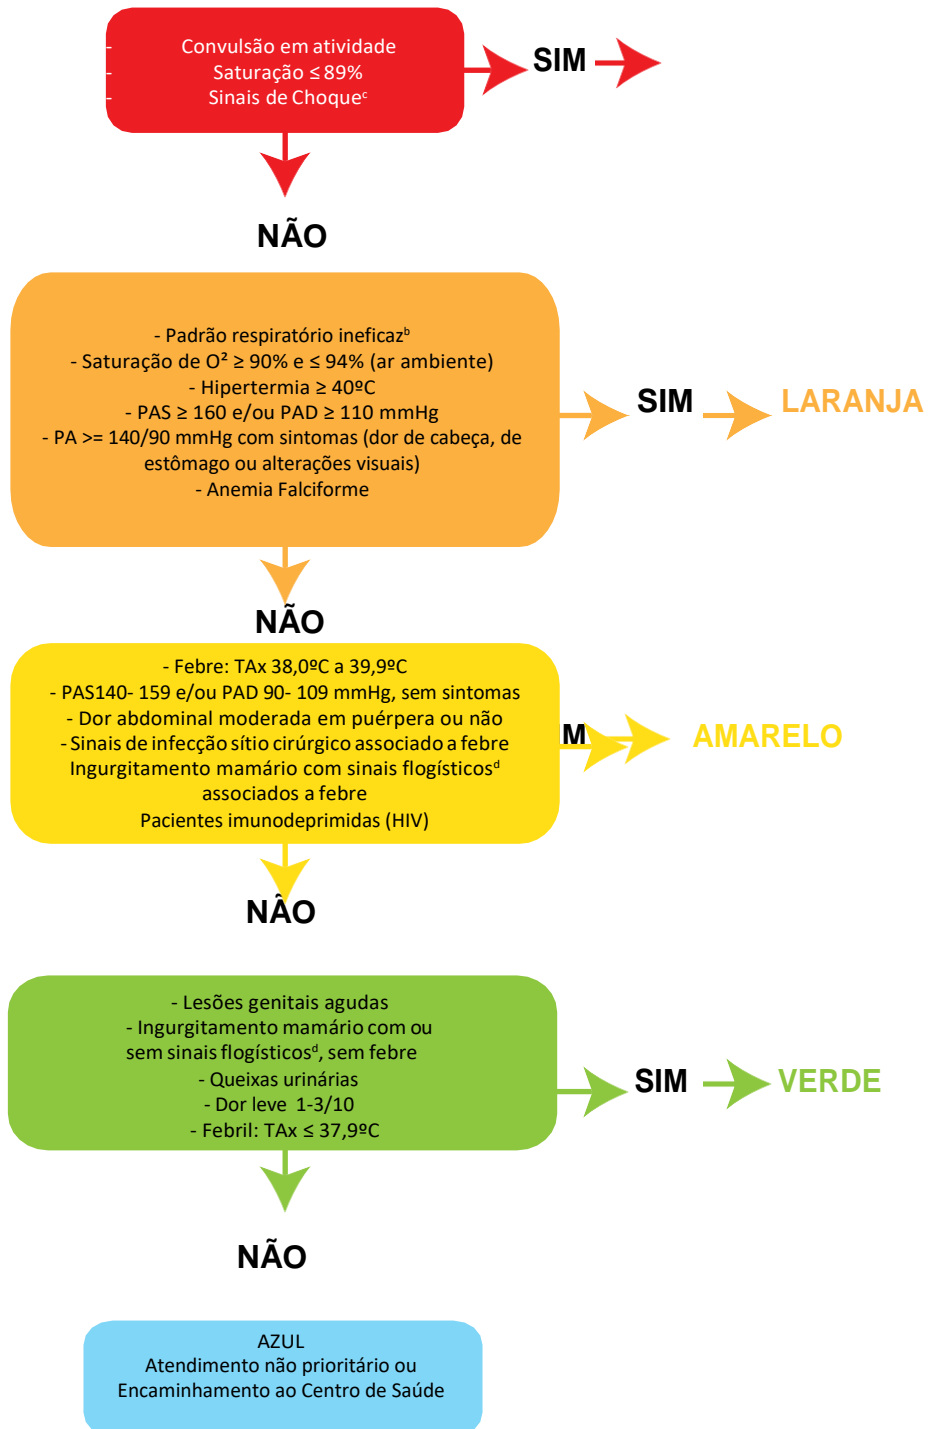 - Convulsão em atividade
- Saturação ≤ 89%
- Sinais de Choqueᶜ
SIM
NÃO
- Padrão respiratório ineficazᵇ
- Saturação de O² ≥ 90% e ≤ 94% (ar ambiente)
- Hipertermia ≥ 40ºC
- PAS ≥ 160 e/ou PAD ≥ 110 mmHg
- PA >= 140/90 mmHg com sintomas (dor de cabeça, de
estômago ou alterações visuais)
- Anemia Falciforme
SIM
LARANJA
NÃO
- Febre: TAx 38,0ºC a 39,9ºC
- PAS140- 159 e/ou PAD 90- 109 mmHg, sem sintomas
- Dor abdominal moderada em puérpera ou não
- Sinais de infecção sítio cirúrgico associado a febre
Ingurgitamento mamário com sinais flogísticosᵈ
associados a febre
Pacientes imunodeprimidas (HIV)
IM
AMARELO
NÃO
- Lesões genitais agudas
- Ingurgitamento mamário com ou
sem sinais flogísticosᵈ, sem febre
- Queixas urinárias
- Dor leve 1-3/10
- Febril: TAx ≤ 37,9ºC
SIM
VERDE
NÃO
AZUL
Atendimento não prioritário ou
Encaminhamento ao Centro de Saúde